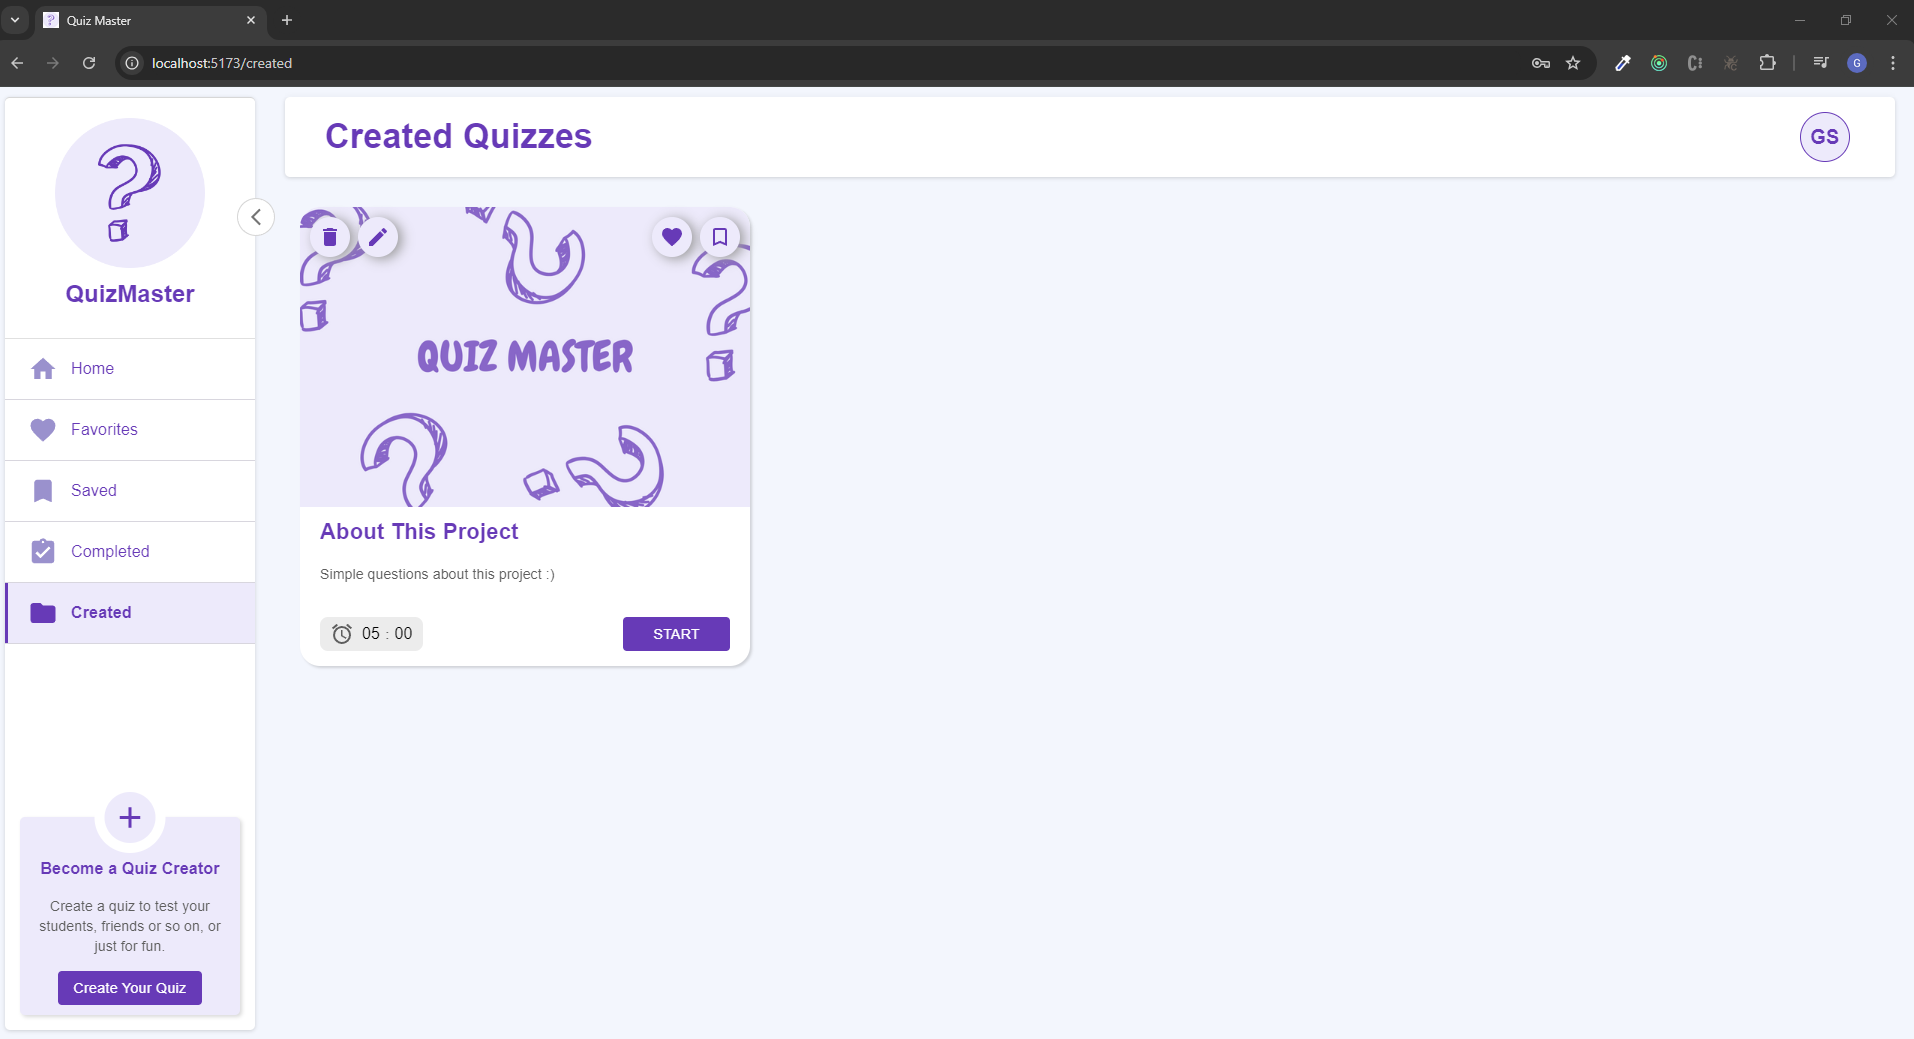 Quiz Master
localhost:5173/created
G
QuizMaster
Home
Favorites
Saved
Completed
Created
Become a Quiz Creator
Create a quiz to test your
students, friends or so on, or
just for fun.
Create Your Quiz
Created Quizzes
GS
QUIZ MASTER
About This Project
Simple questions about this project :)
05 : 00
START